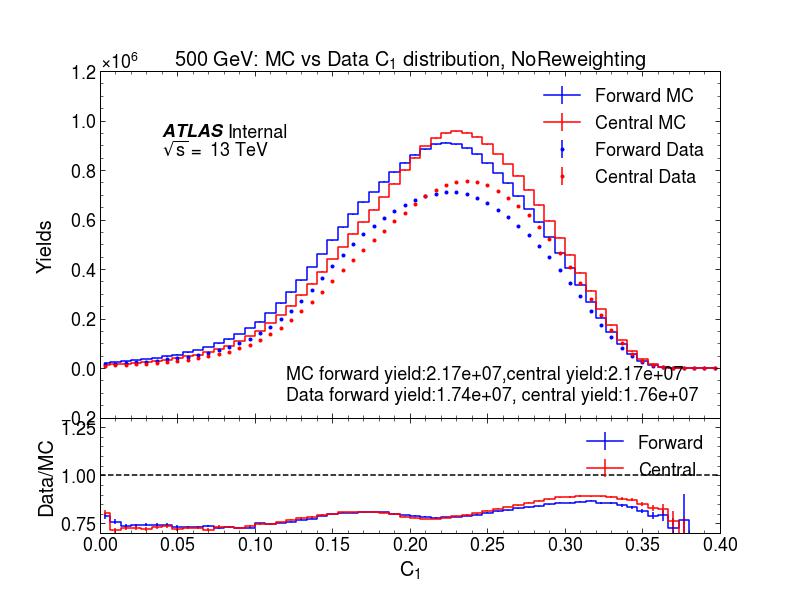 ×10⁶
500 GeV: MC vs Data C₁ distribution, NoReweighting
1.2
1.0
0.8
0.6
0.4
0.2
0.0
0.2
Yields
ATLAS Internal
√s = 13 TeV
Forward MC
Central MC
Forward Data
Central Data
MC forward yield:2.17e+07,central yield:2.17e+07
Data forward yield:1.74e+07, central yield:1.76e+07
1.25
1.00
0.75
Data/MC
Forward
Central
0.00 0.05 0.10 0.15 0.20 0.25 0.30 0.35 0.40
C₁